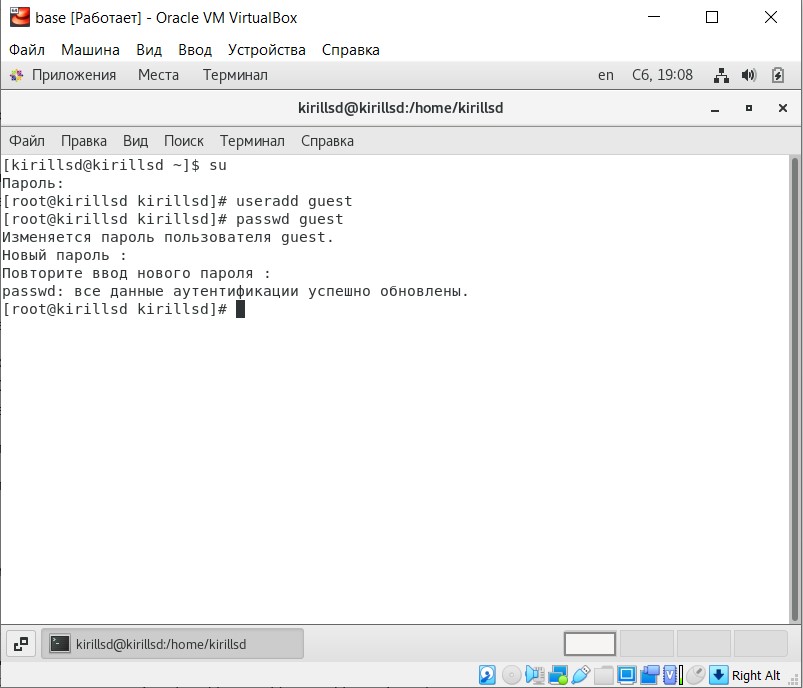 base [Работает] - Oracle VM VirtualBox
Файл Машина Вид Ввод Устройства Справка
Приложения Места Терминал en Сб, 19:08
kirillsd@kirillsd:/home/kirillsd
Файл Правка Вид Поиск Терминал Справка
[kirillsd@kirillsd ~]$ su
Пароль:
[root@kirillsd kirillsd]# useradd guest
[root@kirillsd kirillsd]# passwd guest
Изменяется пароль пользователя guest.
Новый пароль :
Повторите ввод нового пароля :
passwd: все данные аутентификации успешно обновлены.
[root@kirillsd kirillsd]#
kirillsd@kirillsd:/home/kirillsd
Right Alt